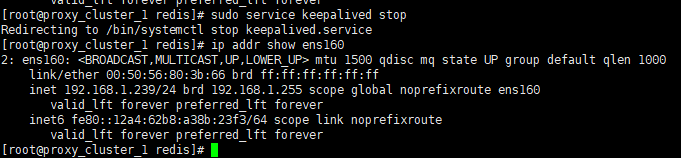 [root@proxy_cluster_1 redis]# sudo service keepalived stop
Redirecting to /bin/systemctl stop keepalived.service
[root@proxy_cluster_1 redis]# ip addr show ens160
2: ens160: <BROADCAST,MULTICAST,UP,LOWER_UP> mtu 1500 qdisc mq state UP group default qlen 1000
    link/ether 00:50:56:80:3b:66 brd ff:ff:ff:ff:ff:ff
    inet 192.168.1.239/24 brd 192.168.1.255 scope global noprefixroute ens160
       valid_lft forever preferred_lft forever
    inet6 fe80::12a4:62b8:a38b:23f3/64 scope link noprefixroute
       valid_lft forever preferred_lft forever
[root@proxy_cluster_1 redis]#